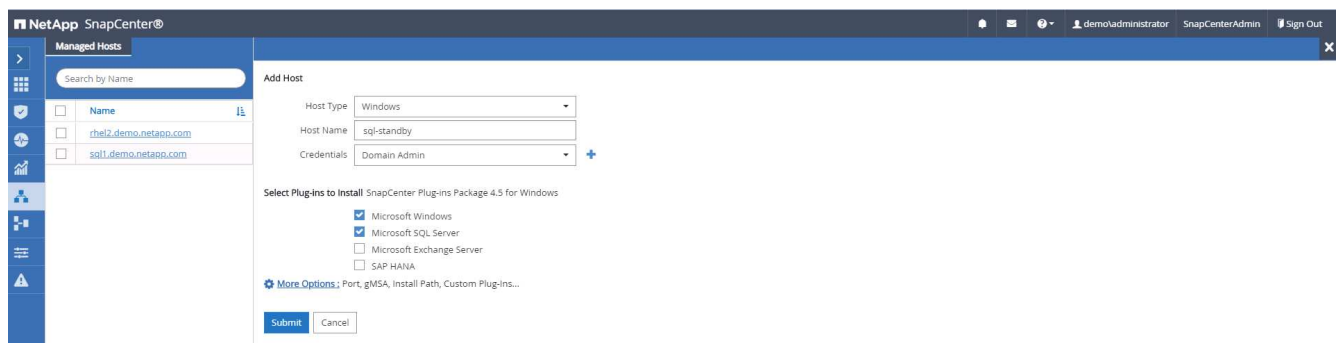 NetApp SnapCenter®
demo\administrator SnapCenterAdmin Sign Out
Managed Hosts
Search by Name
Name
rhel2.demo.netapp.com
sql1.demo.netapp.com
Add Host
Host Type Windows
Host Name sql-standby
Credentials Domain Admin
Select Plug-ins to Install SnapCenter Plug-ins Package 4.5 for Windows
Microsoft Windows
Microsoft SQL Server
Microsoft Exchange Server
SAP HANA
More Options : Port, gMSA, Install Path, Custom Plug-Ins...
Submit Cancel